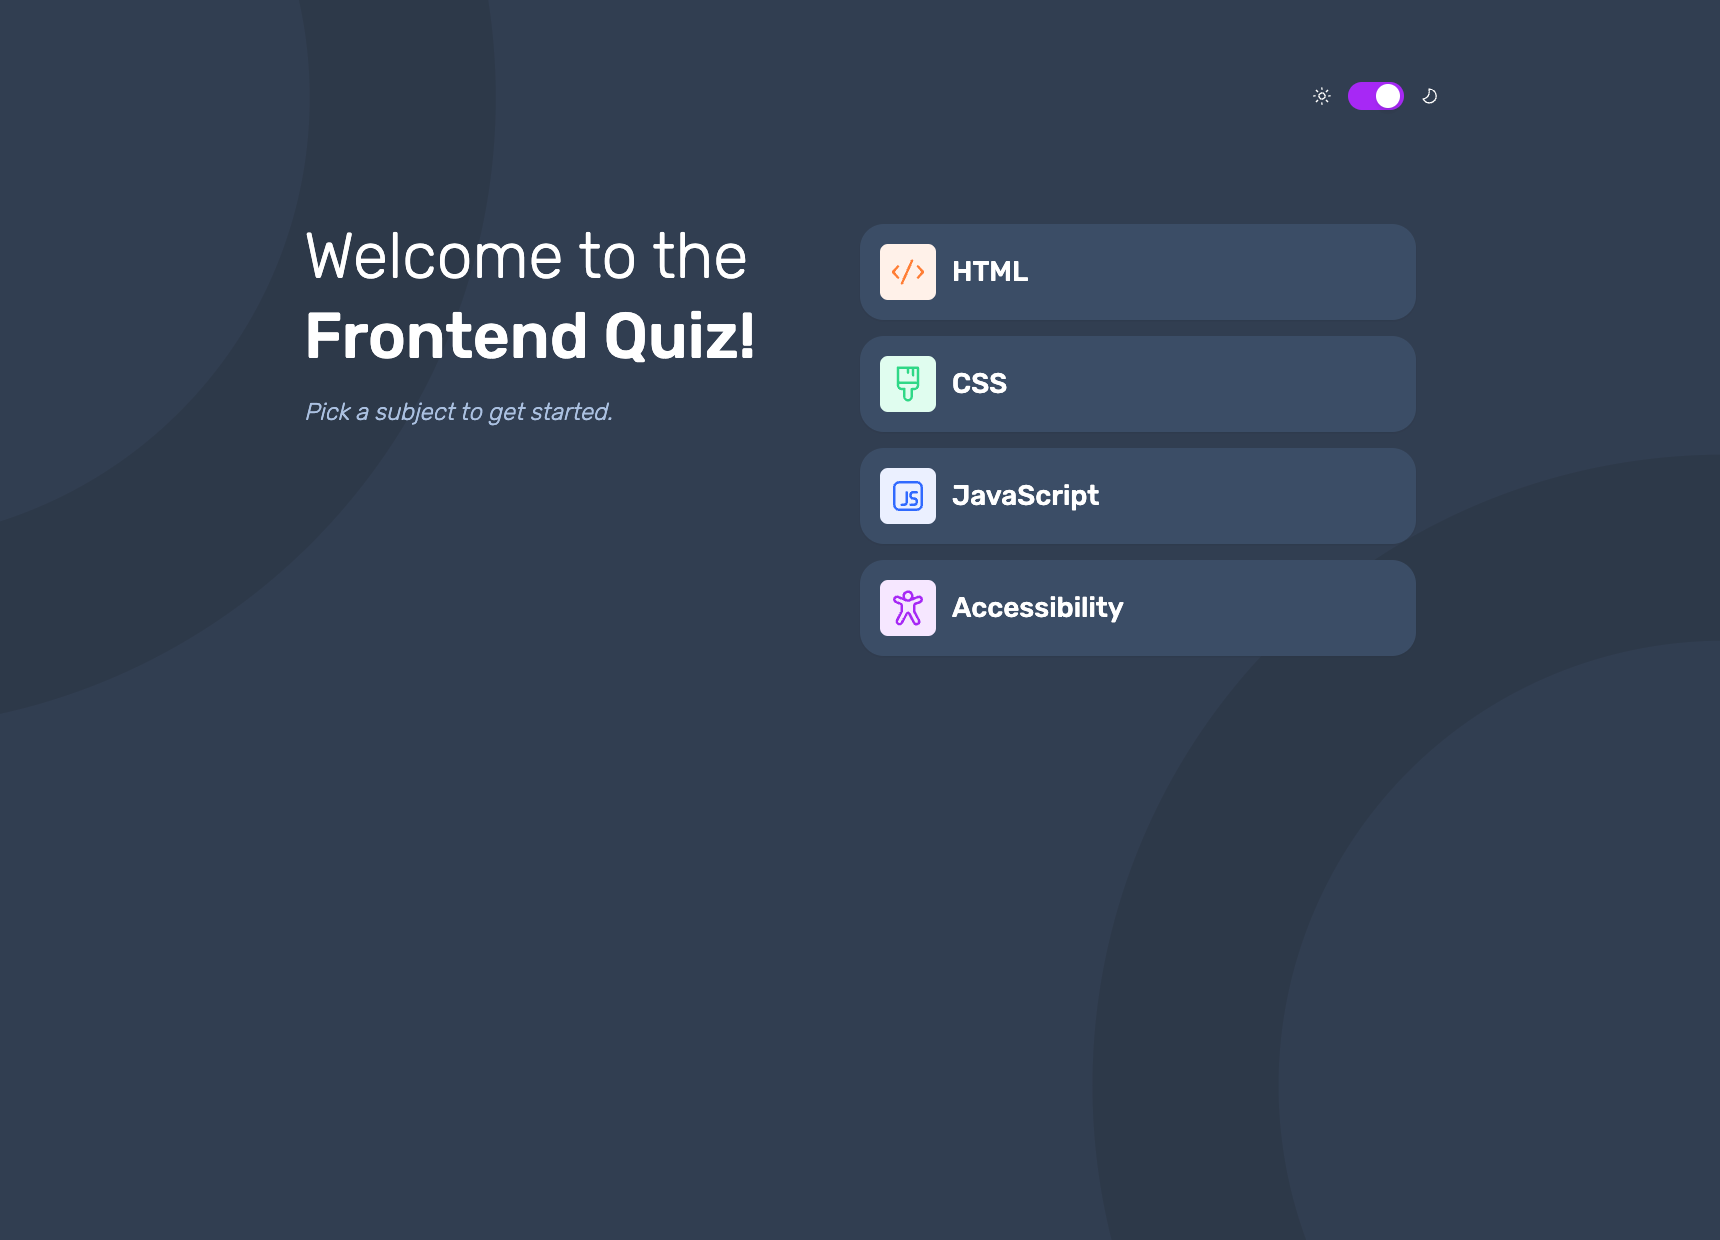 Welcome to the
Frontend Quiz!
Pick a subject to get started.
HTML
CSS
JS
JavaScript
Accessibility